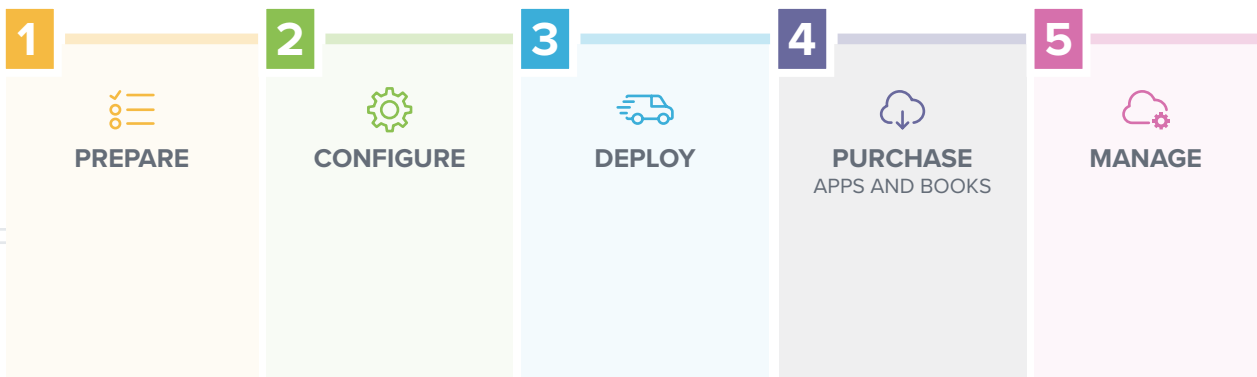 1
PREPARE
2
CONFIGURE
3
DEPLOY
4
PURCHASE
APPS AND BOOKS
5
MANAGE